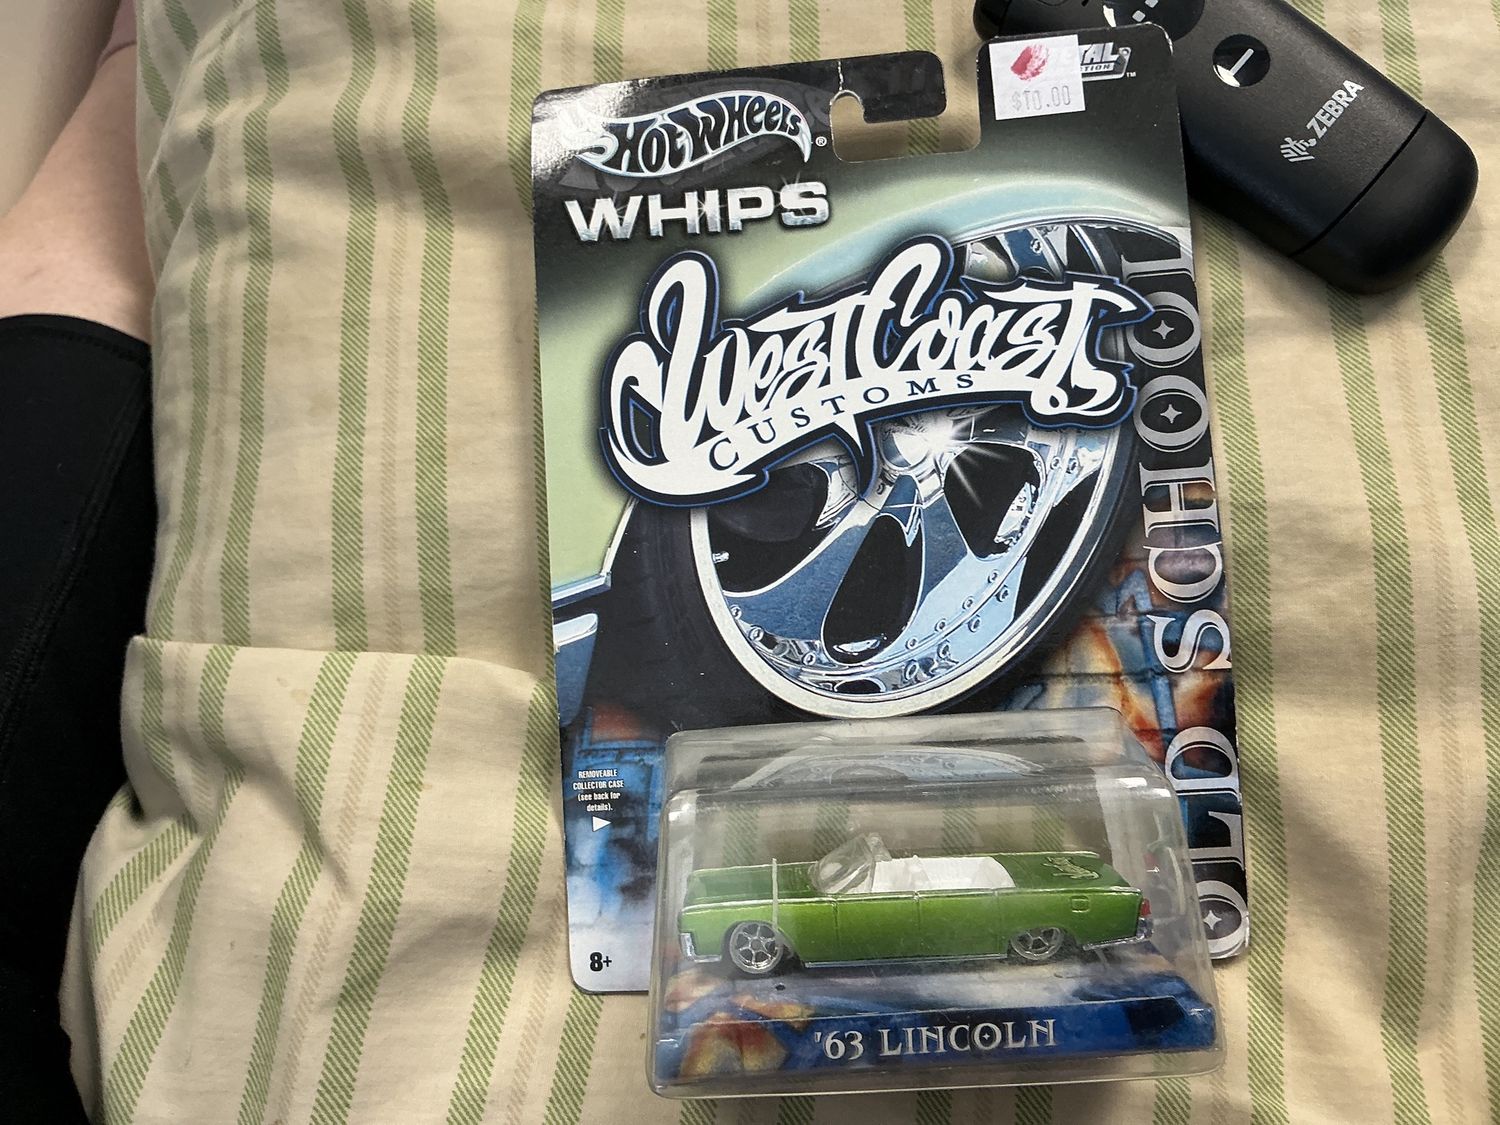 HOT WHEELS®
WHIPS
$10.00
TM
ZEBRA
WEST COAST
CUSTOMS
OLD SCHOOL
REMOVEABLE
COLLECTOR CASE
(see back for
details).
8+
'63 LINCOLN